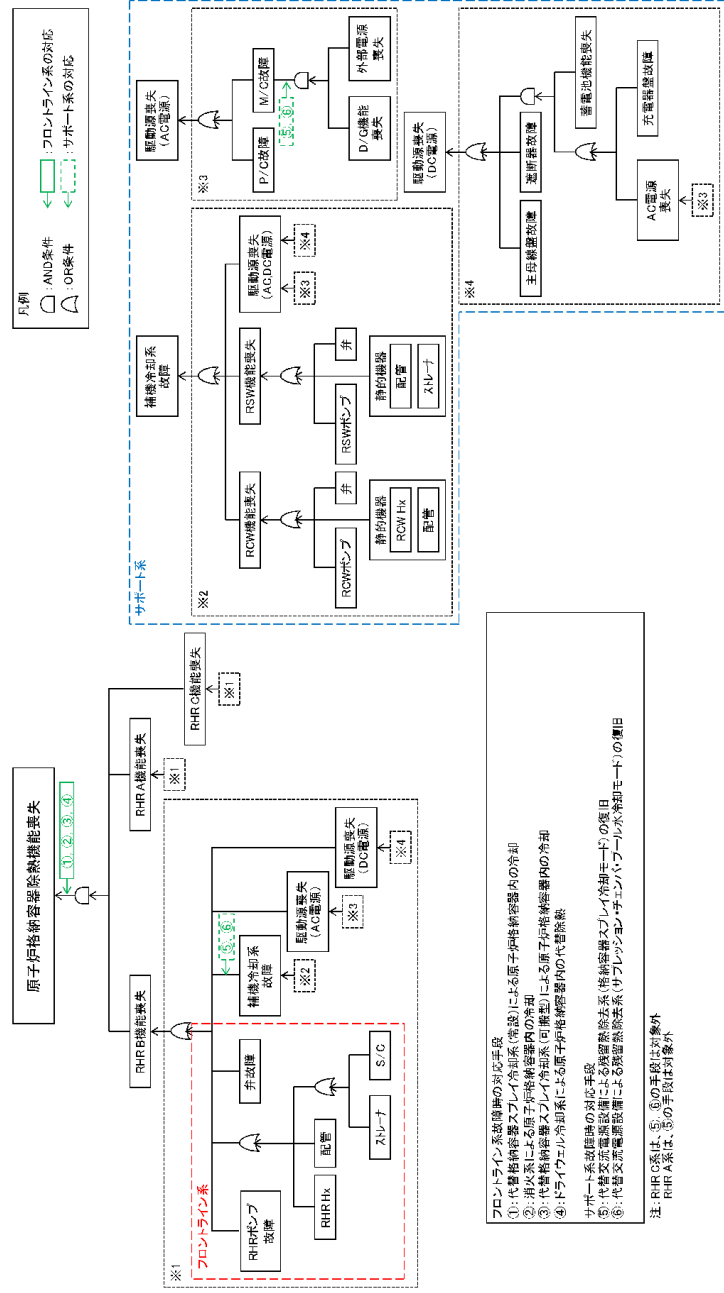 原子炉格納容器除熱機能喪失
①, ②, ③, ④
RHR B機能喪失
RHR A機能喪失
※1
RHR C機能喪失
※1
※1
フロントライン系
RHRポンプ
故障
弁故障
RHR Hx
配管
ストレーナ
S/C
⑤, ⑥
補機冷却系
故障
※2
駆動源喪失
(AC電源)
※3
駆動源喪失
(DC電源)
※4
凡例
:AND条件
:OR条件
:フロントライン系の対応
:サポート系の対応
サポート系
※2
補機冷却系
故障
RCW機能喪失
RCWポンプ
弁
静的機器
RCW Hx
配管
RSW機能喪失
RSWポンプ
弁
静的機器
配管
ストレーナ
駆動源喪失
(AC,DC電源)
※3
※4
※3
駆動源喪失
(AC電源)
P/C故障
M/C故障
⑤, ⑥
D/G機能
喪失
外部電源
喪失
※4
駆動源喪失
(DC電源)
主母線盤故障
遮断器故障
蓄電池機能喪失
AC電源
喪失
※3
充電器盤故障
フロントライン系故障時の対応手段
①:代替格納容器スプレイ冷却系(常設)による原子炉格納容器内の冷却
②:消火系による原子炉格納容器内の冷却
③:代替格納容器スプレイ冷却系(可搬型)による原子炉格納容器内の冷却
④:ドライウェル冷却系による原子炉格納容器内の代替除熱
サポート系故障時の対応手段
⑤:代替交流電源設備による残留熱除去系(格納容器スプレイ冷却モード)の復旧
⑥:代替交流電源設備による残留熱除去系(サプレッション・チェンバ・プール水冷却モード)の復旧
注:RHR C系は、⑤、⑥の手段は対象外
RHR A系は、⑤の手段は対象外